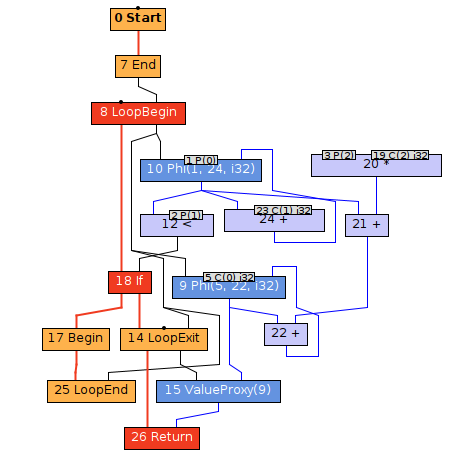 0 Start
7 End
8 LoopBegin
1 P(0)
10 Phi(1, 24, i32)
3 P(2)
19 C(2) i32
20 *
2 P(1)
12 <
23 C(1) i32
24 +
21 +
18 If
5 C(0) i32
9 Phi(5, 22, i32)
17 Begin
14 LoopExit
22 +
25 LoopEnd
15 ValueProxy(9)
26 Return